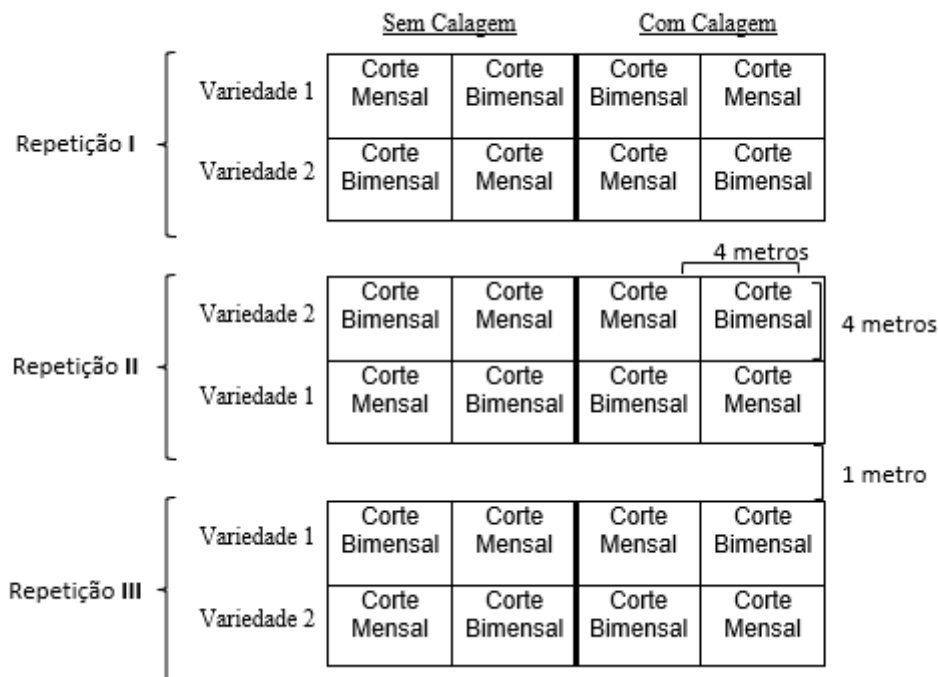 Sem Calagem Com Calagem
Repetição I
Variedade 1
Corte Mensal
Corte Bimensal
Corte Bimensal
Corte Mensal
Variedade 2
Corte Bimensal
Corte Mensal
Corte Mensal
Corte Bimensal
4 metros
Repetição II
Variedade 2
Corte Bimensal
Corte Mensal
Corte Mensal
Corte Bimensal
4 metros
Variedade 1
Corte Mensal
Corte Bimensal
Corte Bimensal
Corte Mensal
1 metro
Repetição III
Variedade 1
Corte Bimensal
Corte Mensal
Corte Mensal
Corte Bimensal
Variedade 2
Corte Mensal
Corte Bimensal
Corte Bimensal
Corte Mensal